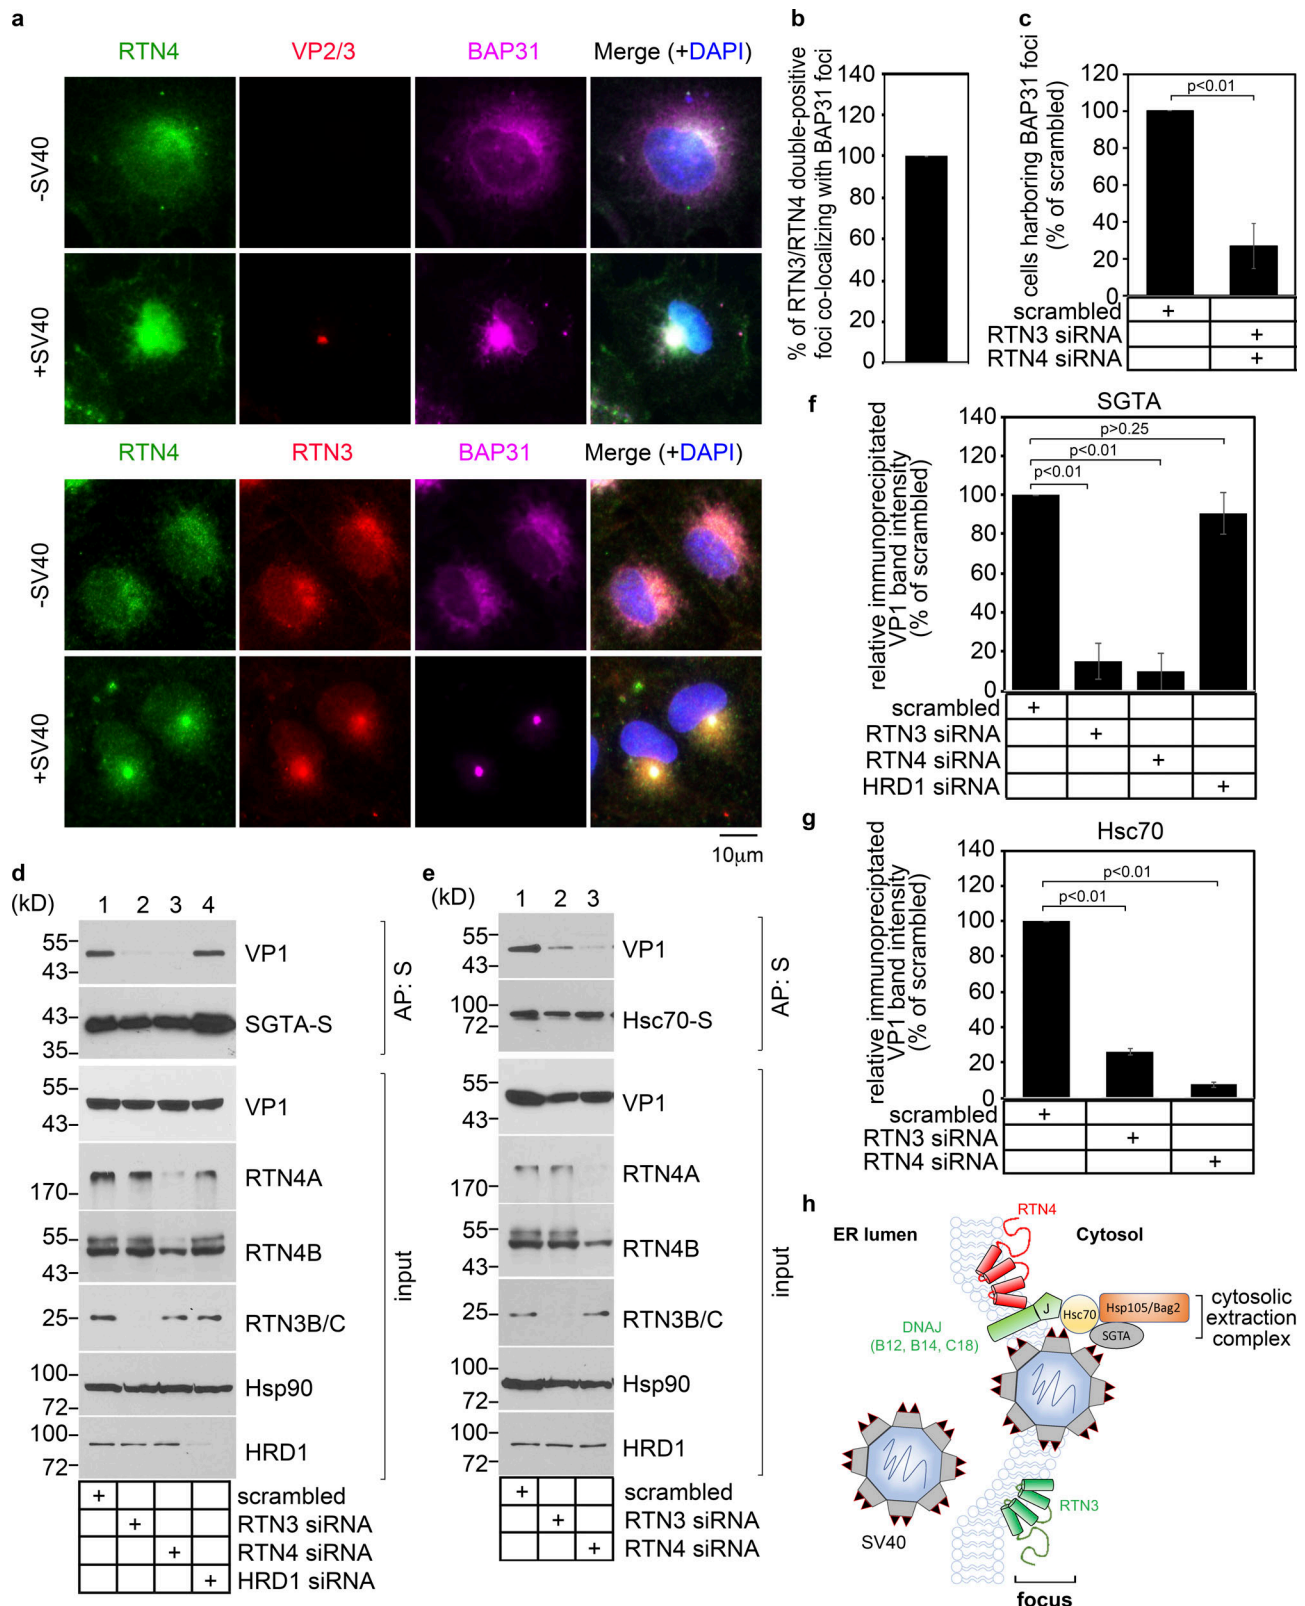 a
RTN4 VP2/3 BAP31 Merge (+DAPI)
-SV40
+SV40
RTN4 RTN3 BAP31 Merge (+DAPI)
-SV40
+SV40
10μm
b
% of RTN3/RTN4 double-positive
foci co-localizing with BAP31 foci
140
120
100
80
60
40
20
0
c
cells harboring BAP31 foci
(% of scrambled)
120
100
80
60
40
20
0
p<0.01
scrambled +
RTN3 siRNA +
RTN4 siRNA +
d
(kD) 1 2 3 4
55
43
VP1
43
35
SGTA-S
AP: S
55
43
VP1
170
RTN4A
55
43
RTN4B
25
RTN3B/C
100
72
Hsp90
100
72
HRD1
input
+ scrambled
+ RTN3 siRNA
+ RTN4 siRNA
+ HRD1 siRNA
e
(kD) 1 2 3
55
43
VP1
100
72
Hsc70-S
AP: S
55
43
VP1
170
RTN4A
55
43
RTN4B
25
RTN3B/C
100
72
Hsp90
100
72
HRD1
input
+ scrambled
+ RTN3 siRNA
+ RTN4 siRNA
f
SGTA
relative immunoprecipitated
VP1 band intensity
(% of scrambled)
140
120
100
80
60
40
20
0
p>0.25
p<0.01
p<0.01
scrambled +
RTN3 siRNA +
RTN4 siRNA +
HRD1 siRNA +
g
Hsc70
relative immunopreciptated
VP1 band intensity
(% of scrambled)
140
120
100
80
60
40
20
0
p<0.01
p<0.01
scrambled +
RTN3 siRNA +
RTN4 siRNA +
h
RTN4
ER lumen Cytosol
J
Hsc70
Hsp105/Bag2
SGTA
cytosolic
extraction
complex
DNAJ
(B12, B14, C18)
RTN3
SV40
focus